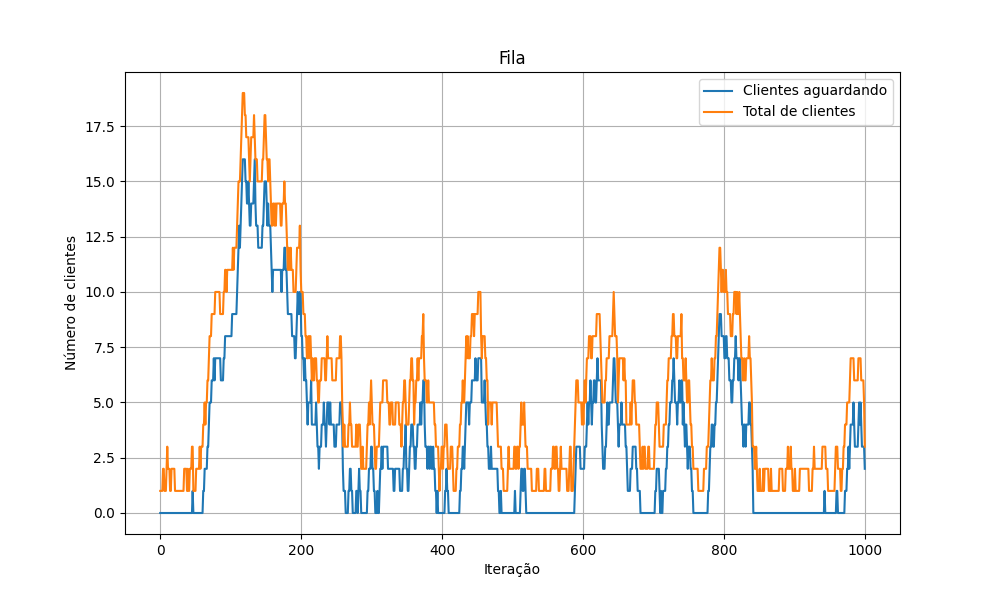 Fila
Clientes aguardando
Total de clientes
Número de clientes
17.5
15.0
12.5
10.0
7.5
5.0
2.5
0.0
0 200 400 600 800 1000
Iteração